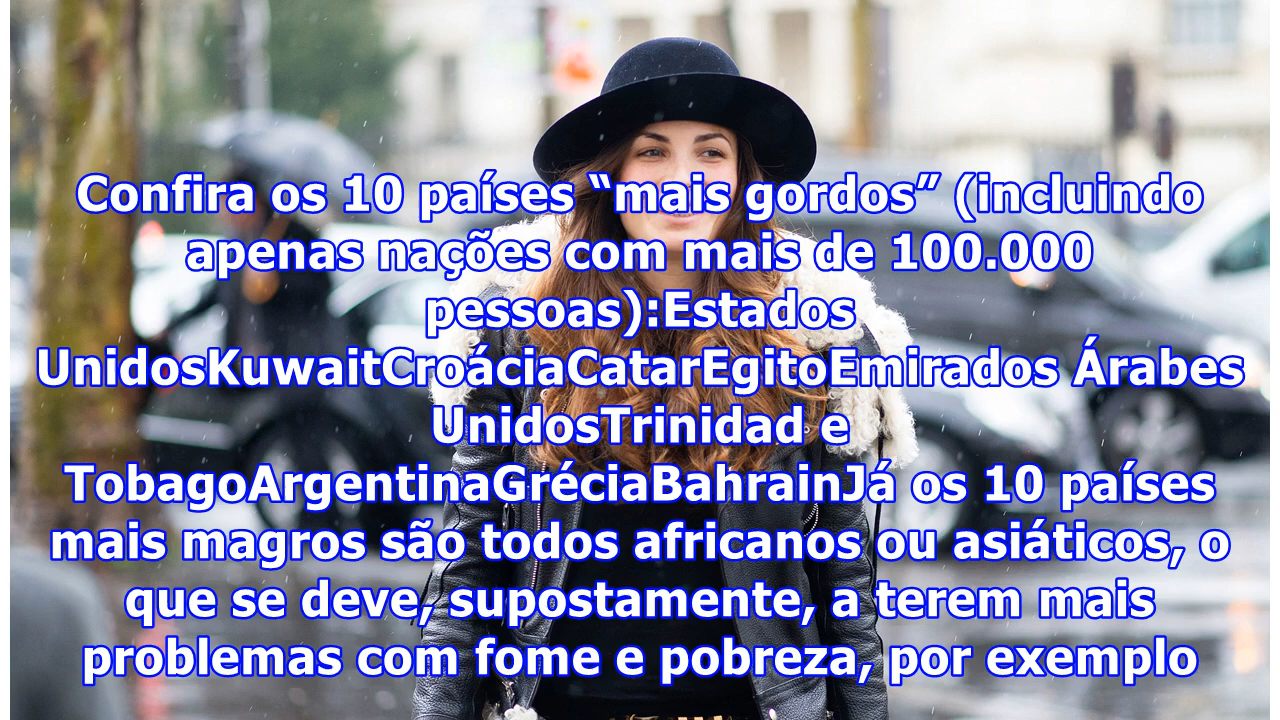 Confira os 10 países “mais gordos” (incluindo
apenas nações com mais de 100.000
pessoas):Estados
UnidosKuwaitCroáciaCatarEgitoEmirados Árabes
UnidosTrinidad e
TobagoArgentinaGréciaBahrainJá os 10 países
mais magros são todos africanos ou asiáticos, o
que se deve, supostamente, a terem mais
problemas com fome e pobreza, por exemplo